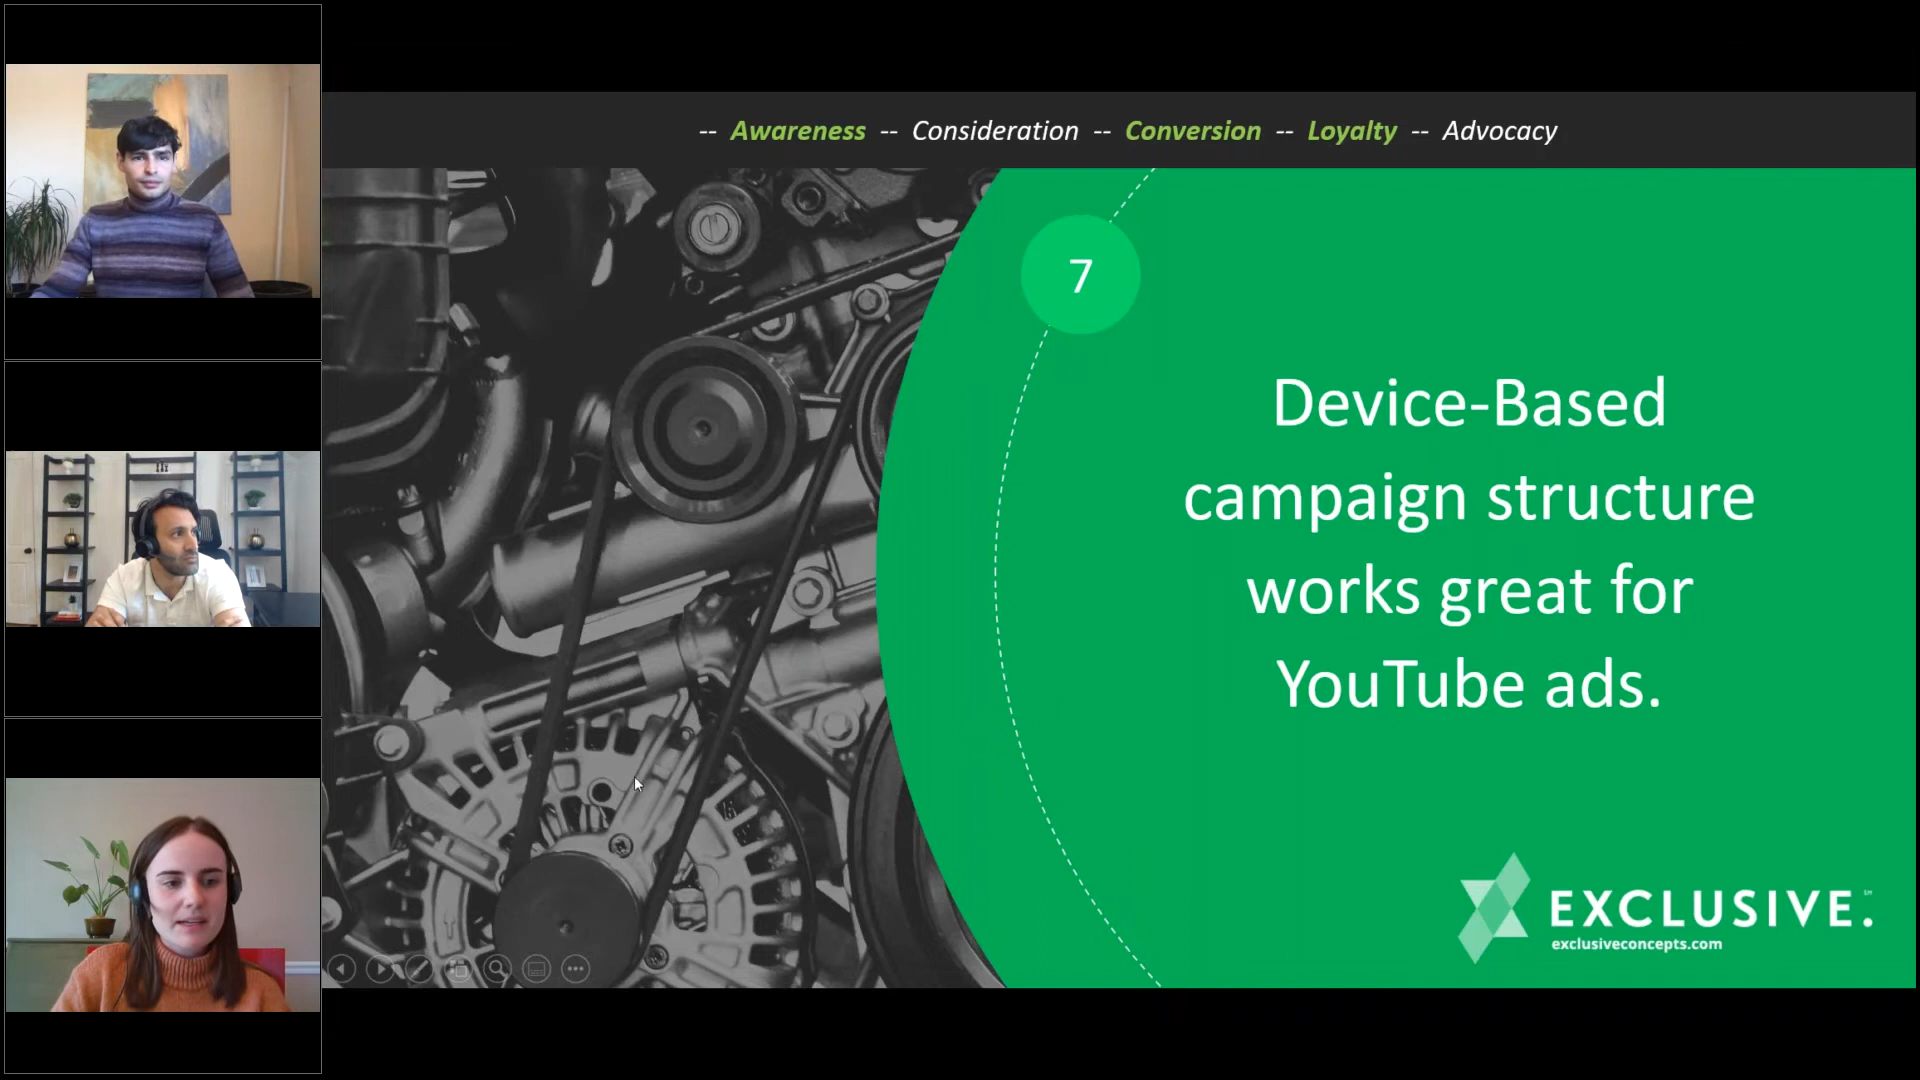 -- Awareness -- Consideration -- Conversion -- Loyalty -- Advocacy
7
Device-Based
campaign structure
works great for
YouTube ads.
EXCLUSIVE.
exclusiveconcepts.com